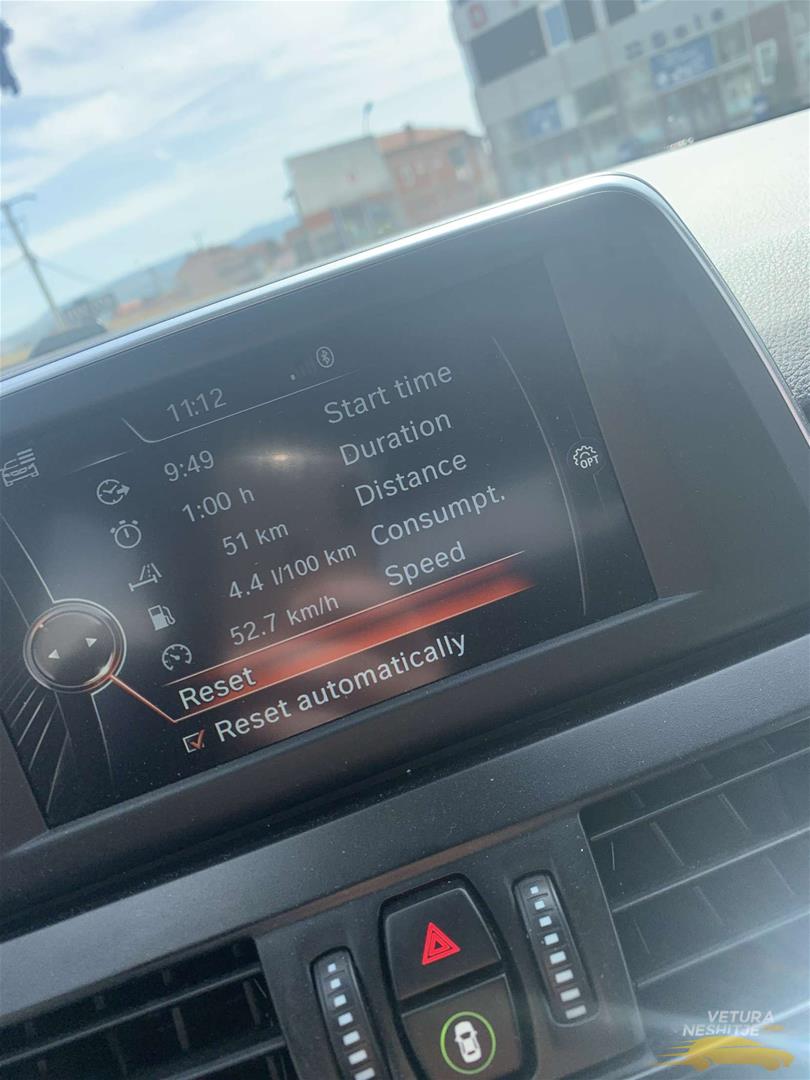 11:12
9:49 Start time
1:00 h Duration
51 km Distance
4.4 l/100 km Consumpt.
52.7 km/h Speed
OPT
Reset
Reset automatically
VETURA
NESHITJE